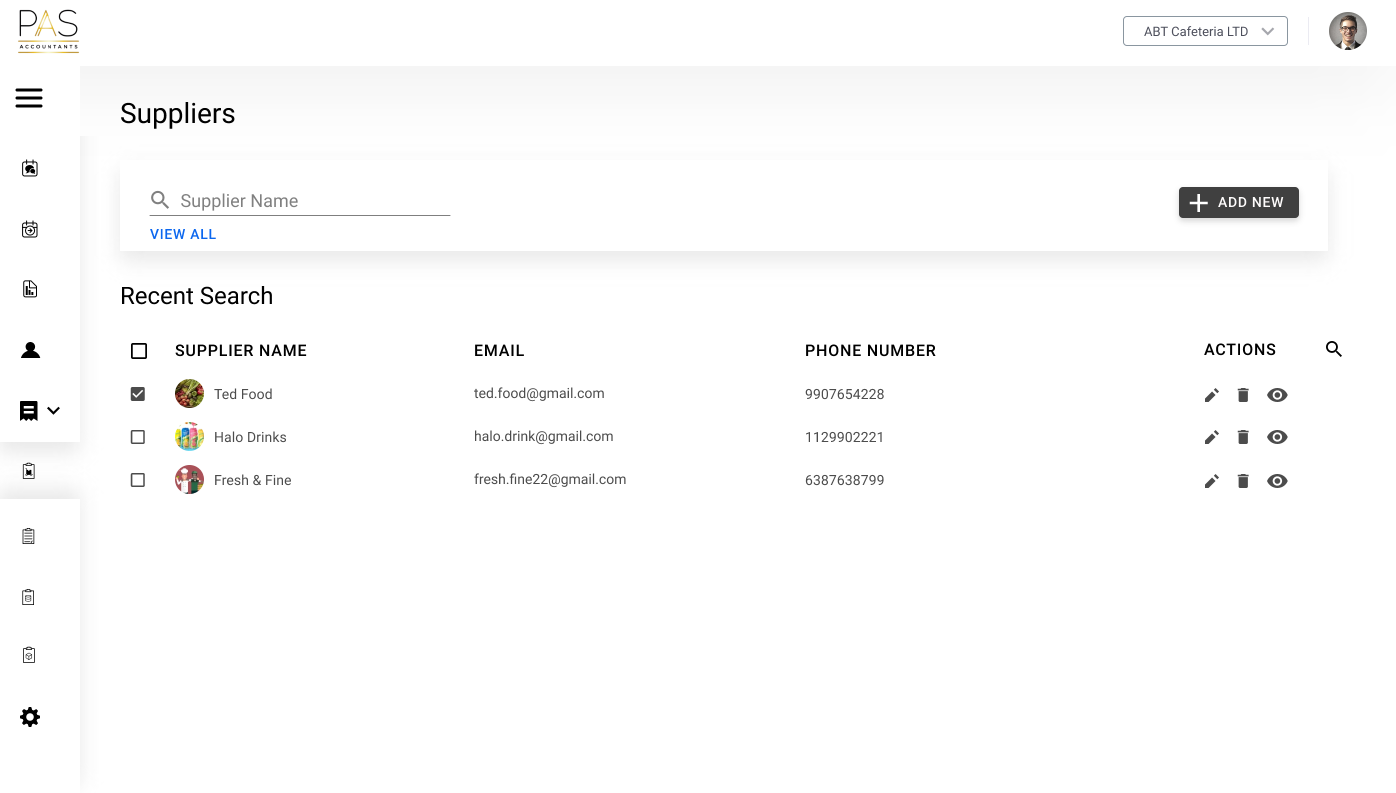 PAS
ACCOUNTANTS
ABT Cafeteria LTD
Suppliers
Supplier Name
ADD NEW
VIEW ALL
Recent Search
SUPPLIER NAME EMAIL PHONE NUMBER ACTIONS
Ted Food ted.food@gmail.com 9907654228
Halo Drinks halo.drink@gmail.com 1129902221
Fresh & Fine fresh.fine22@gmail.com 6387638799